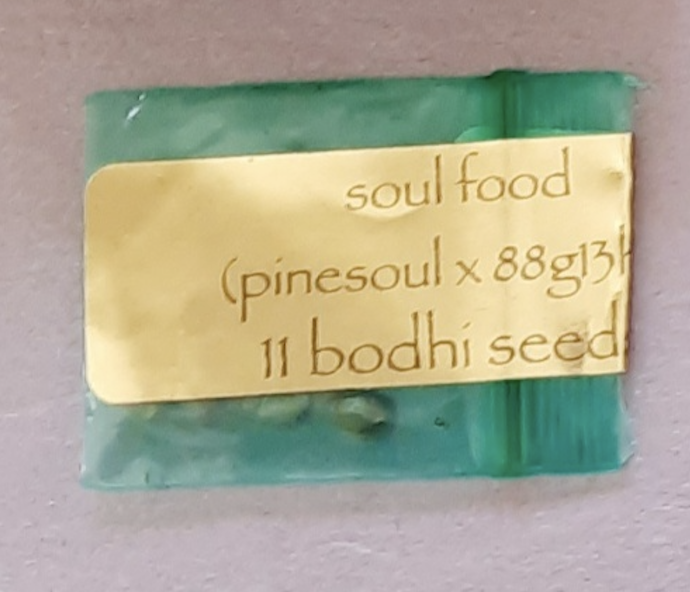 soul food
(pinesoul x 88g13
11 bodhi seed